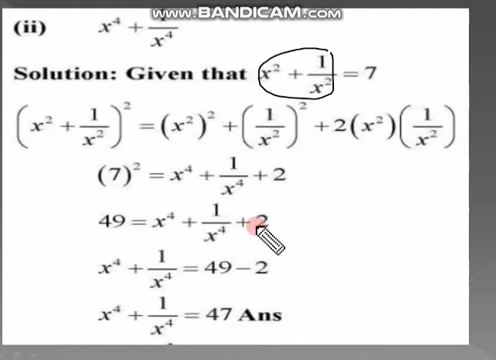 www.BANDICAM.com
(ii) x⁴ + 1/x⁴
Solution: Given that x² + 1/x² = 7
(x² + 1/x²)² = (x²)² + (1/x²)² + 2(x²)(1/x²)
(7)² = x⁴ + 1/x⁴ + 2
49 = x⁴ + 1/x⁴ + 2
x⁴ + 1/x⁴ = 49 − 2
x⁴ + 1/x⁴ = 47 Ans